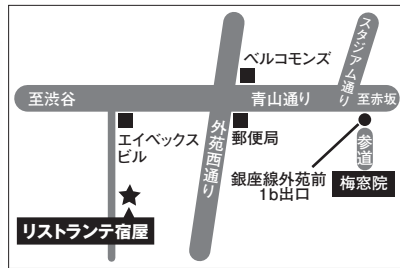 スタジアム通り
ベルコモンズ
至渋谷
青山通り
至赤坂
エイベックス
ビル
外苑西通り
郵便局
参道
銀座線外苑前
1b出口
梅窓院
リストランテ宿屋